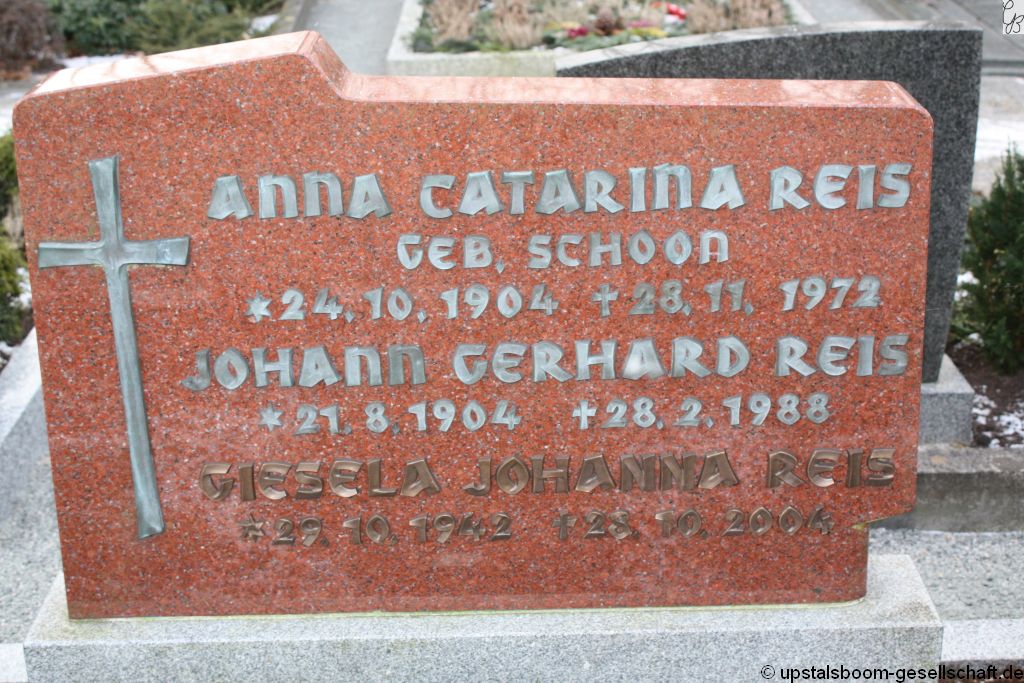 ANNA CATARINA REIS
GEB. SCHOON
* 24. 10. 1904 † 28. 11. 1972
JOHANN GERHARD REIS
* 21. 8. 1904 † 28. 2. 1988
GIESELA JOHANNA REIS
* 29. 10. 1942 † 28. 10. 2004
© upstalsboom-gesellschaft.de